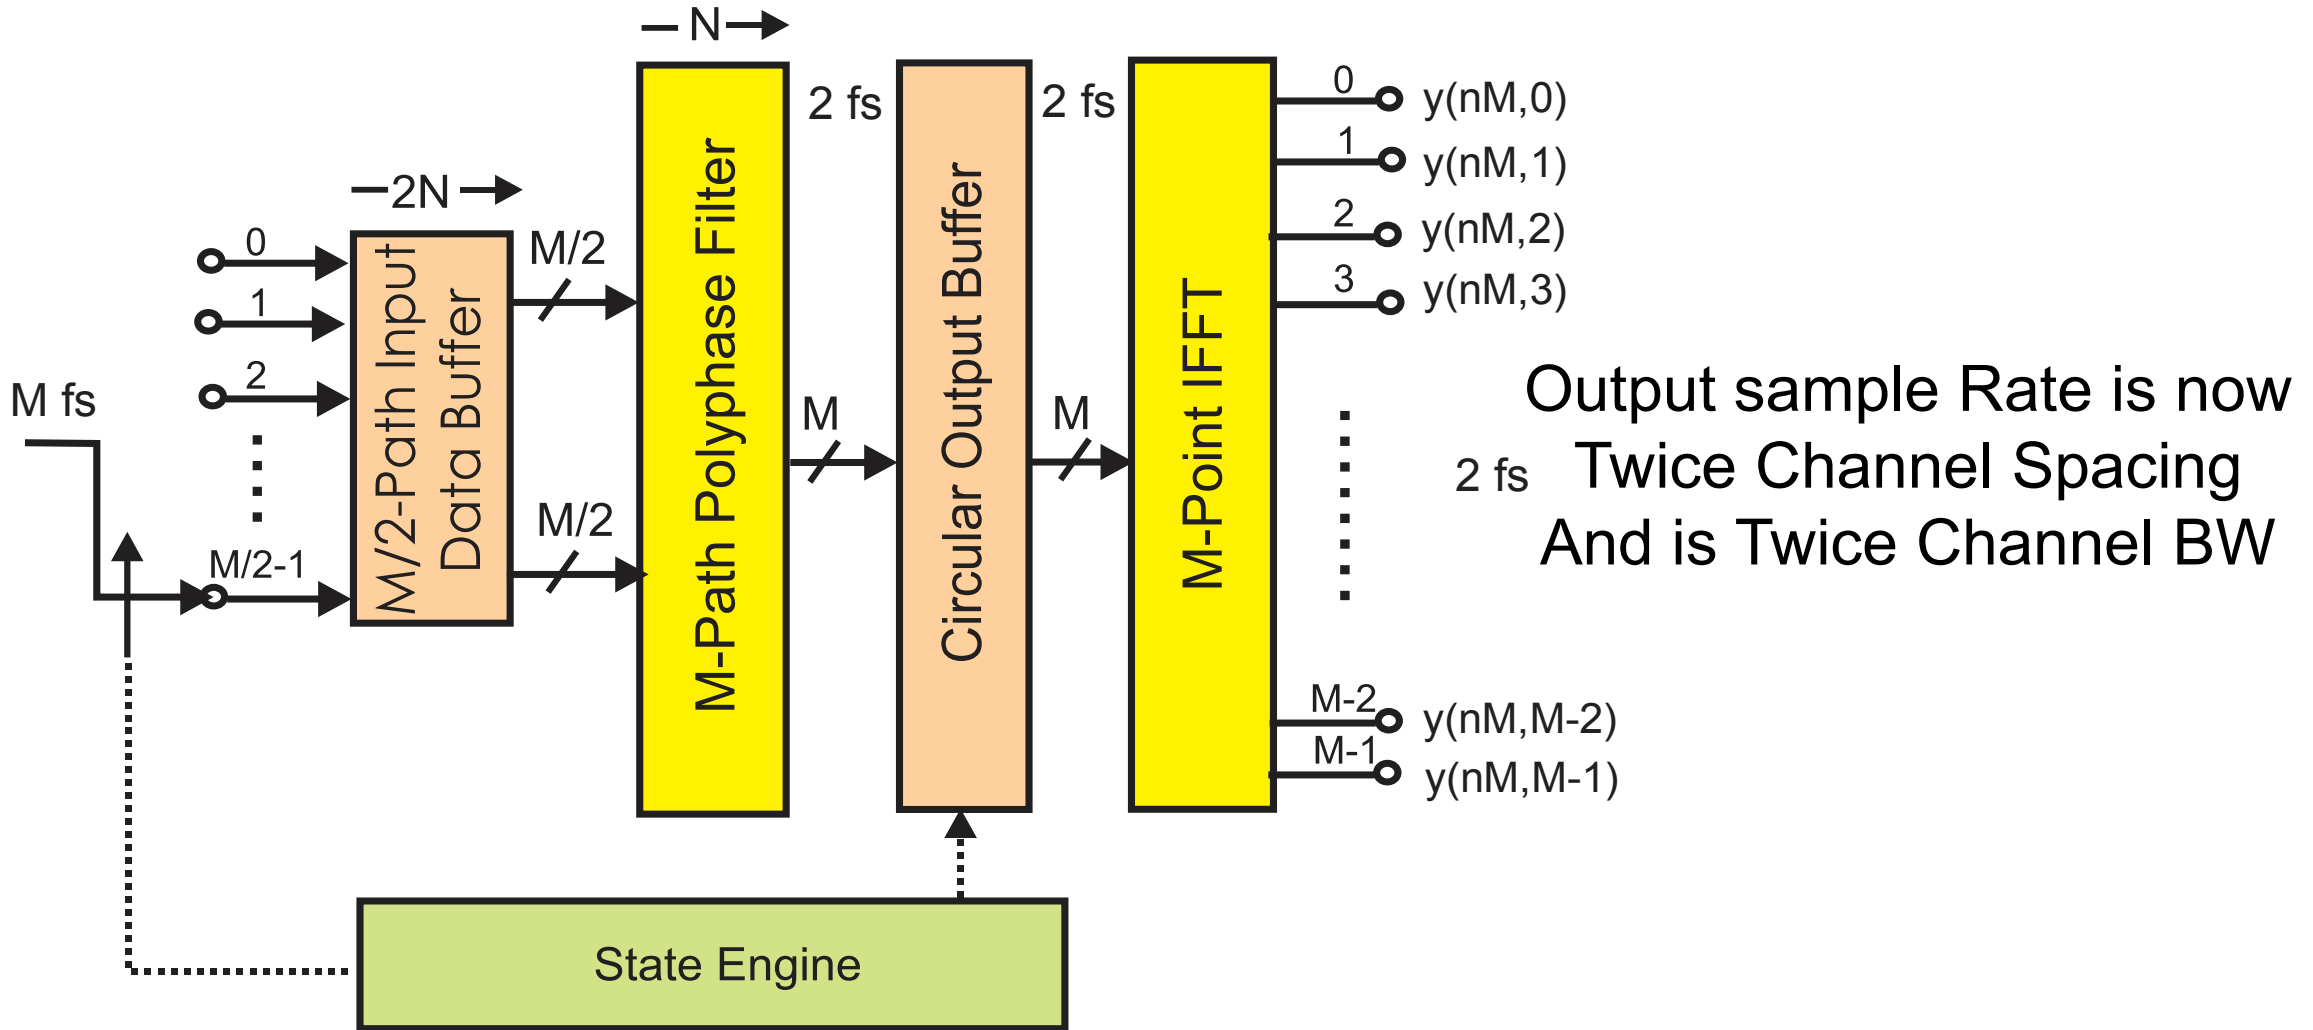 N
2N
M fs
0
1
2
M/2-1
M/2-Path Input
Data Buffer
M/2
M/2
M-Path Polyphase Filter
2 fs
M
Circular Output Buffer
2 fs
M
M-Point IFFT
0
y(nM,0)
1
y(nM,1)
2
y(nM,2)
3
y(nM,3)
2 fs
Output sample Rate is now
Twice Channel Spacing
And is Twice Channel BW
M-2
y(nM,M-2)
M-1
y(nM,M-1)
State Engine